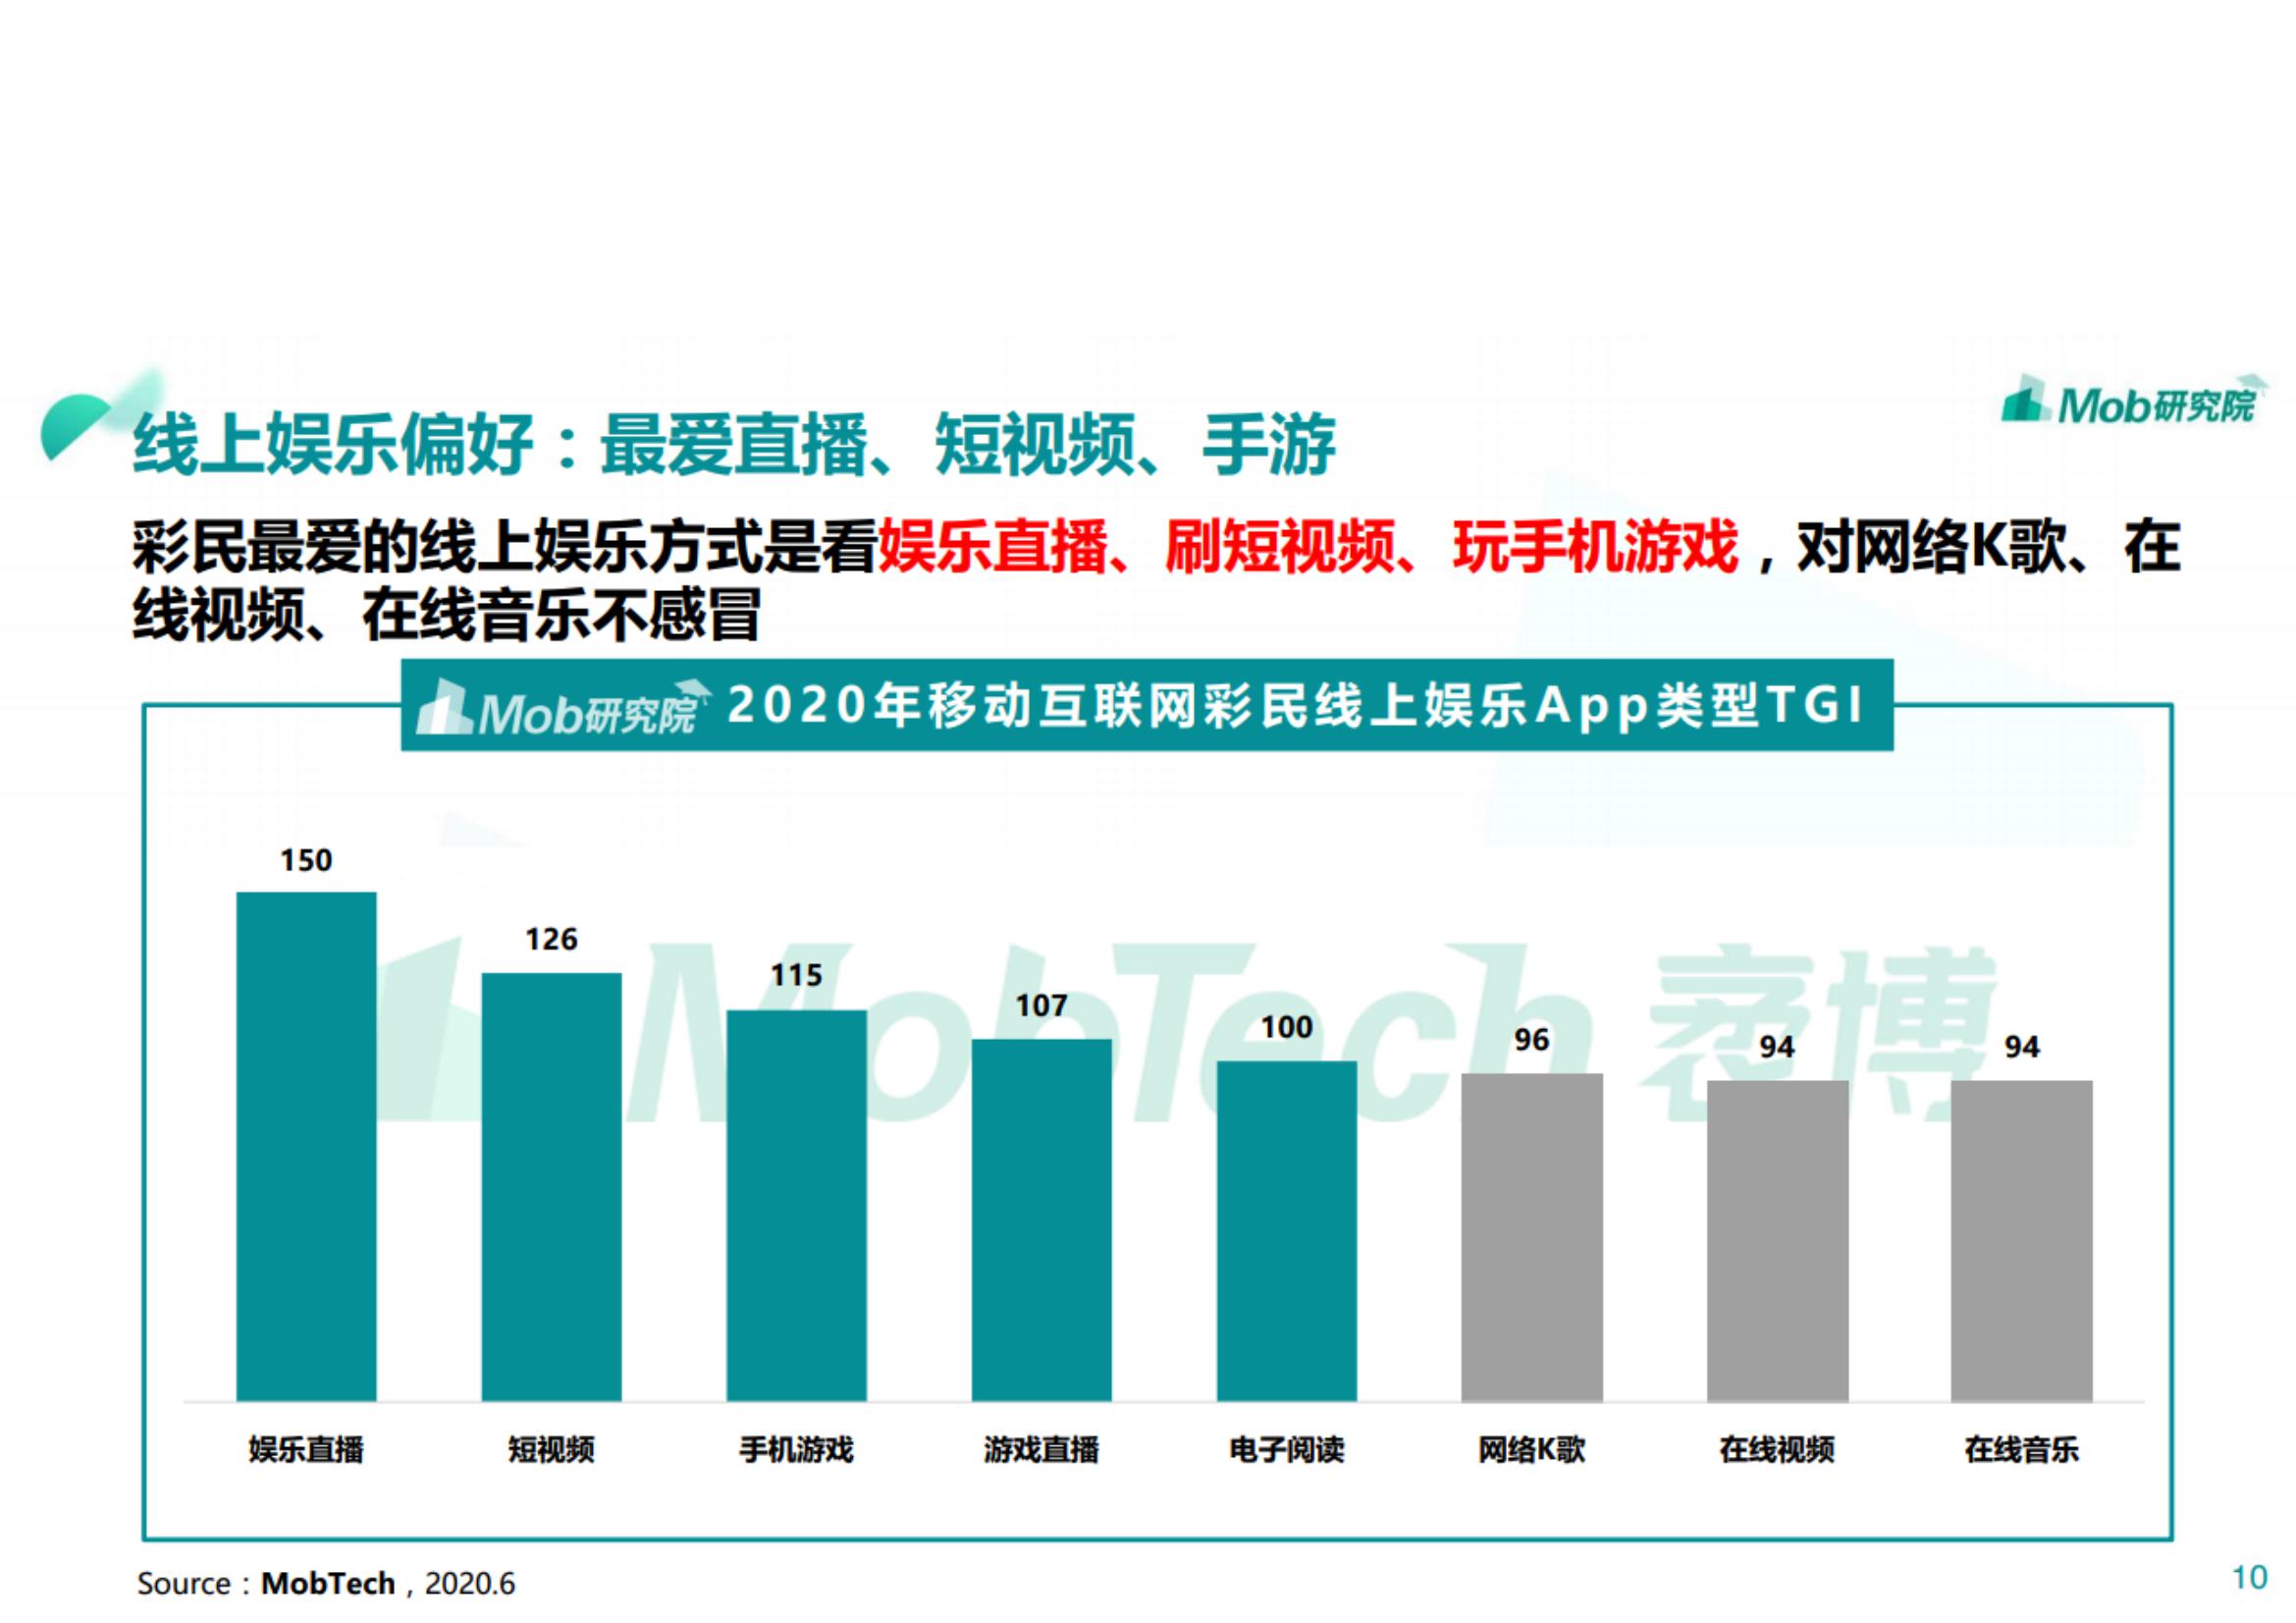 Mob研究院
线上娱乐偏好：最爱直播、短视频、手游
彩民最爱的线上娱乐方式是看娱乐直播、刷短视频、玩手机游戏，对网络K歌、在
线视频、在线音乐不感冒
Mob研究院 2020年移动互联网彩民线上娱乐App类型TGI
150
126
115
107
100
96
94
94
MobTech 袤博
娱乐直播
短视频
手机游戏
游戏直播
电子阅读
网络K歌
在线视频
在线音乐
Source：MobTech，2020.6
10